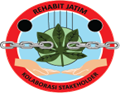 REHABIT JATIM
KOLABORASI STAKEHOLDER